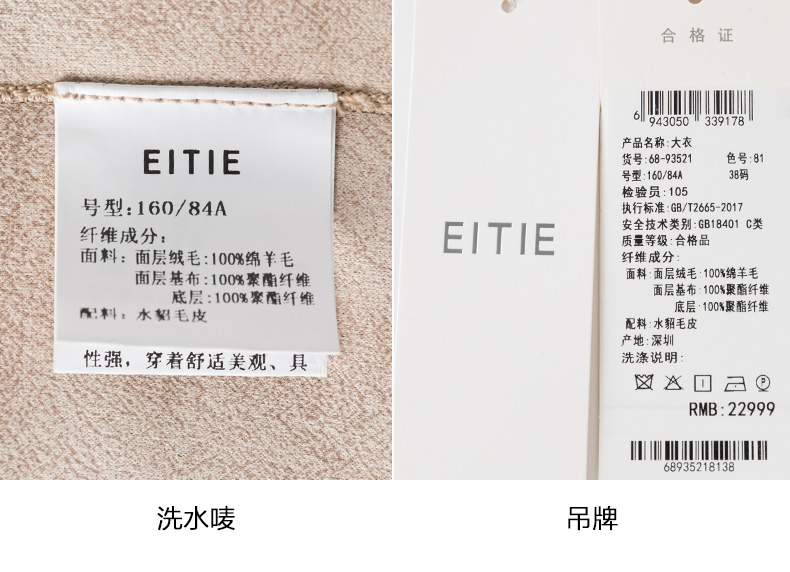 EITIE
号型:160/84A
纤维成分:
面料: 面层绒毛:100%绵羊毛
面层基布:100%聚酯纤维
底层:100%聚酯纤维
配料: 水貂毛皮
性强，穿着舒适美观、具
EITIE
合格证
6 943050 339178
产品名称:大衣
货号:68-93521 色号:81
号型:160/84A 38码
检验员:105
执行标准:GB/T2665-2017
安全技术类别:GB18401 C类
质量等级:合格品
纤维成分:
面料:面层绒毛:100%绵羊毛
面层基布:100%聚酯纤维
底层:100%聚酯纤维
配料:水貂毛皮
产地:深圳
洗涤说明:
P
RMB:22999
68935218138
洗水唛
吊牌